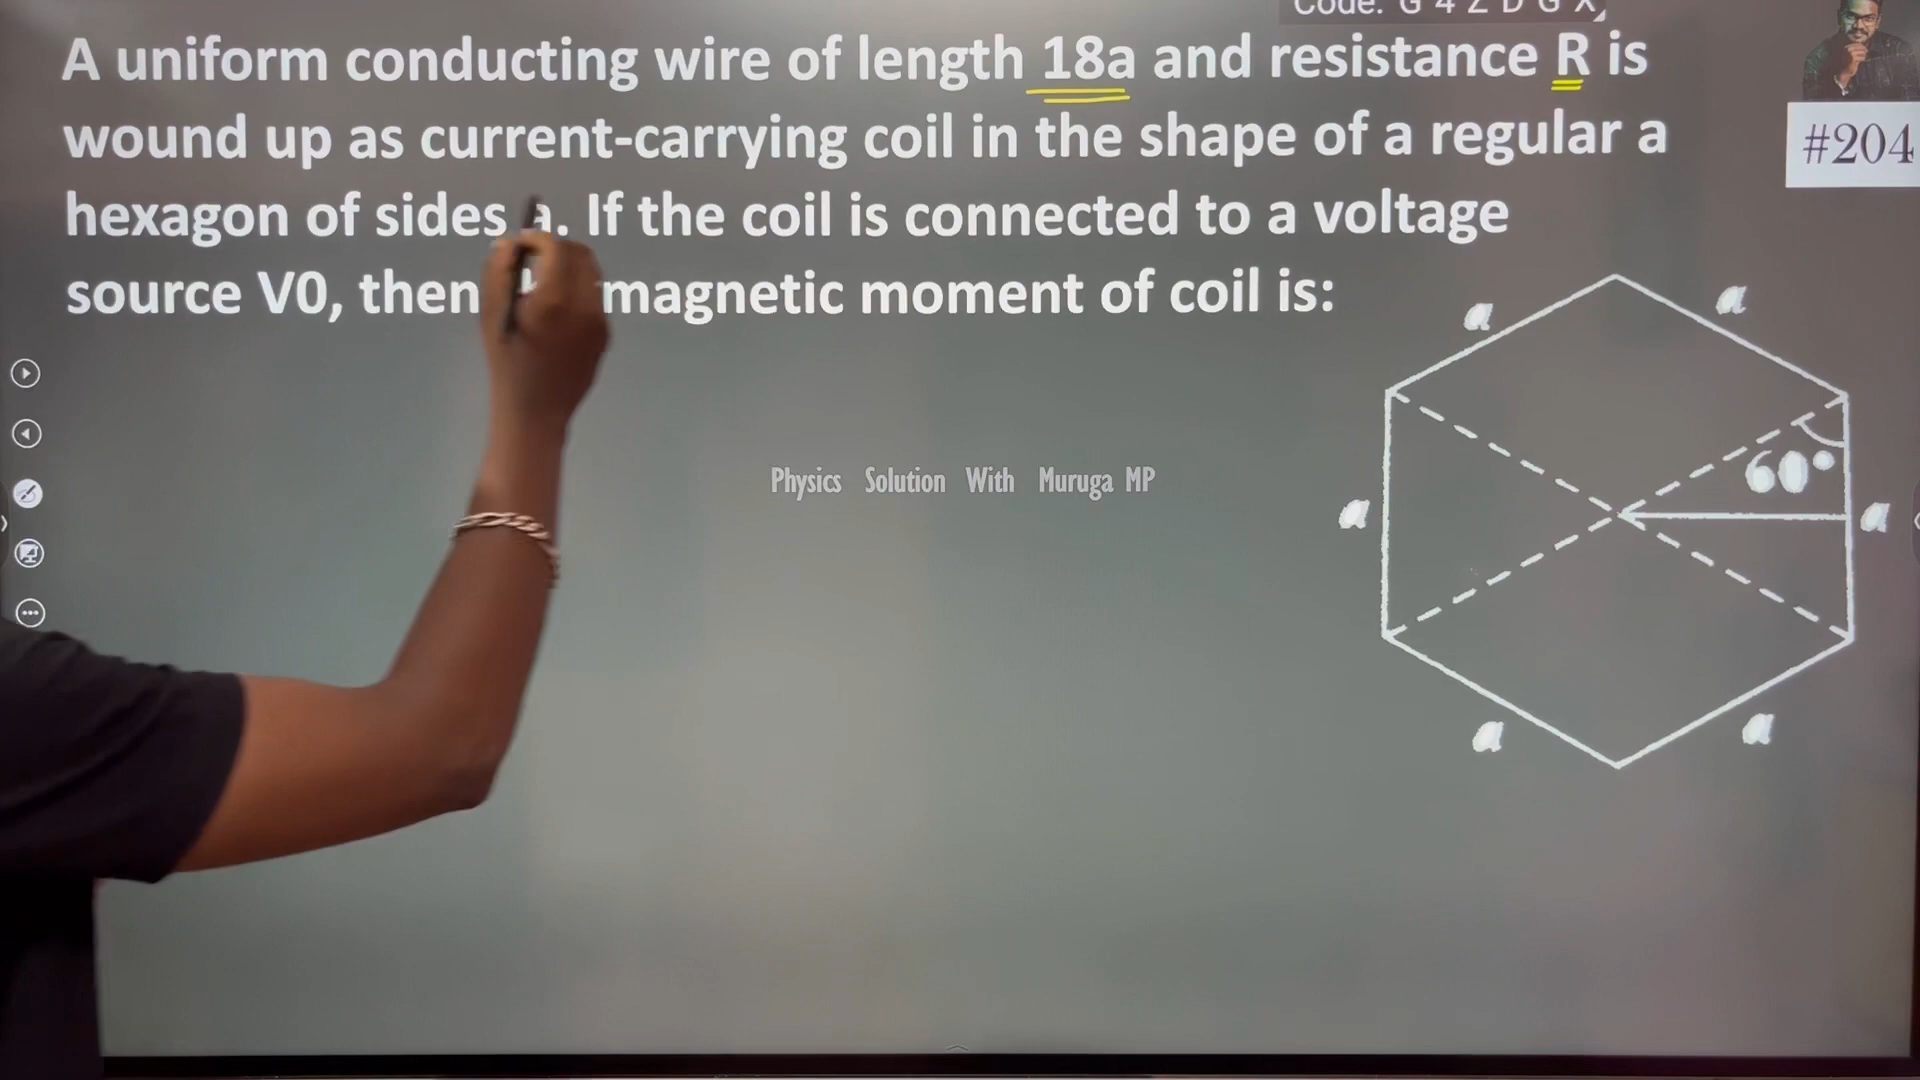 Code: G 4 Z D G X
A uniform conducting wire of length 18a and resistance R is
wound up as current-carrying coil in the shape of a regular a
#204
hexagon of sides a. If the coil is connected to a voltage
source V0, then magnetic moment of coil is:
a
a
60°
a
a
a
a
Physics Solution With Muruga MP